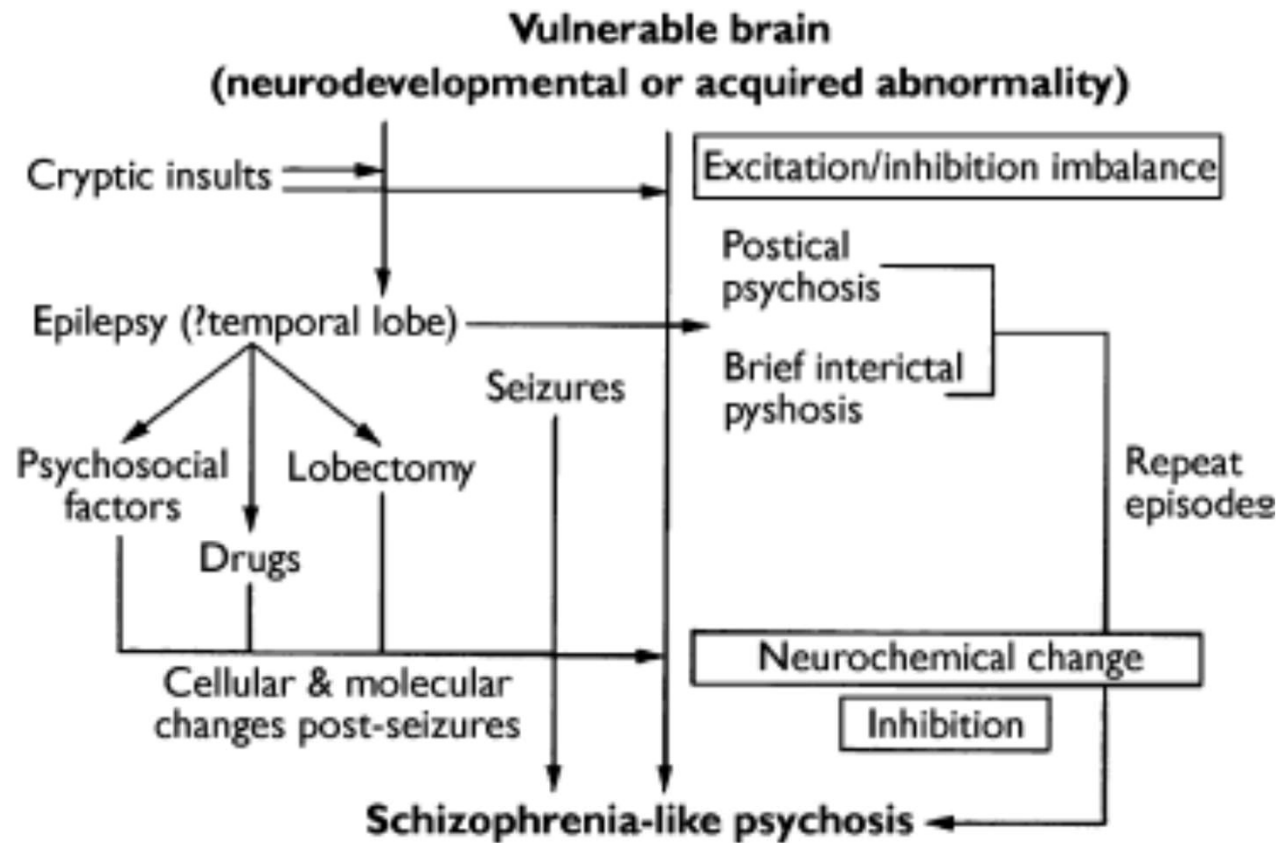 Vulnerable brain
(neurodevelopmental or acquired abnormality)
Cryptic insults
Excitation/inhibition imbalance
Postical
psychosis
Epilepsy (?temporal lobe)
Brief interictal
pyshosis
Seizures
Psychosocial
factors
Lobectomy
Drugs
Repeat
episodes
Cellular & molecular
changes post-seizures
Neurochemical change
Inhibition
Schizophrenia-like psychosis